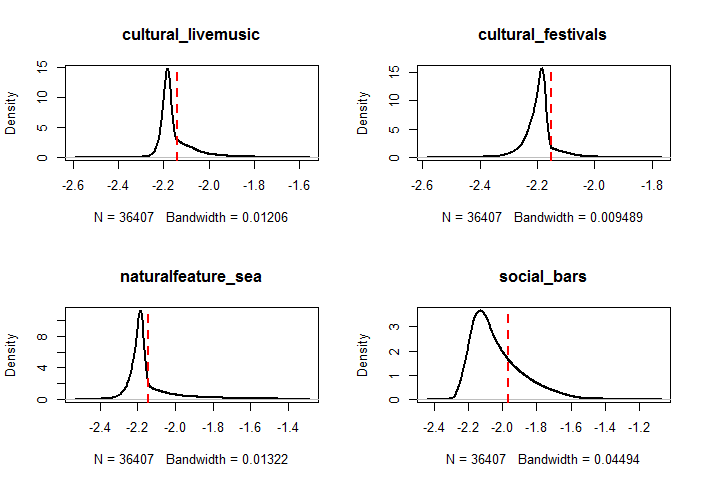 cultural_livemusic
Density
0 5 10 15
-2.6 -2.4 -2.2 -2.0 -1.8 -1.6
N = 36407 Bandwidth = 0.01206
cultural_festivals
Density
0 5 10 15
-2.6 -2.4 -2.2 -2.0 -1.8
N = 36407 Bandwidth = 0.009489
naturalfeature_sea
Density
0 4 8
-2.4 -2.2 -2.0 -1.8 -1.6 -1.4
N = 36407 Bandwidth = 0.01322
social_bars
Density
0 1 2 3
-2.4 -2.2 -2.0 -1.8 -1.6 -1.4 -1.2
N = 36407 Bandwidth = 0.04494